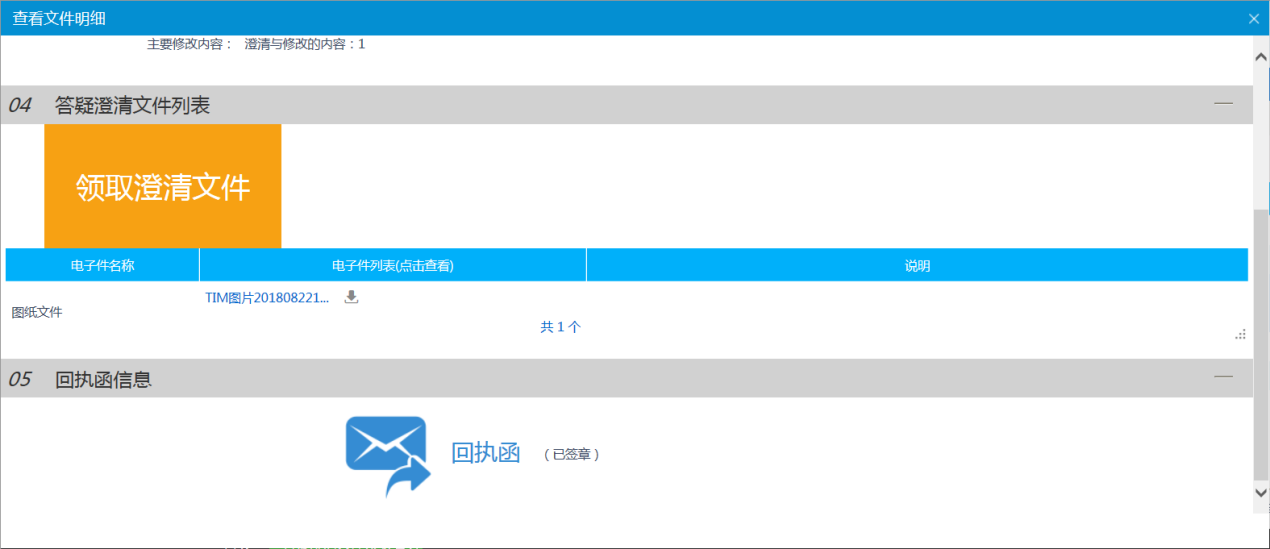 查看文件明细
主要修改内容： 澄清与修改的内容：1
04 答疑澄清文件列表
领取澄清文件
电子件名称 电子件列表(点击查看) 说明
TIM图片201808221...
图纸文件
共 1 个
05 回执函信息
回执函 （已签章）